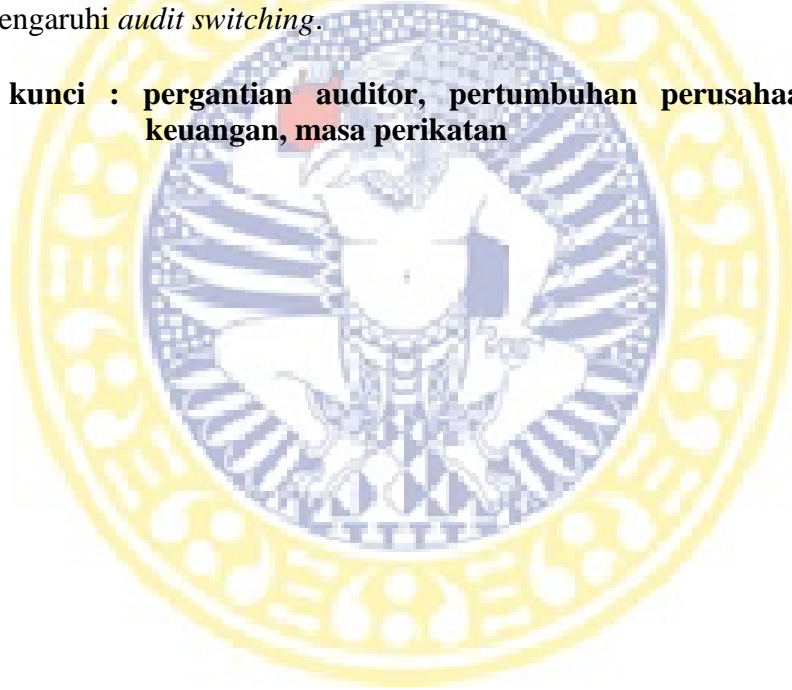 engaruhi audit switching.
kunci : pergantian auditor, pertumbuhan perusahaa
keuangan, masa perikatan